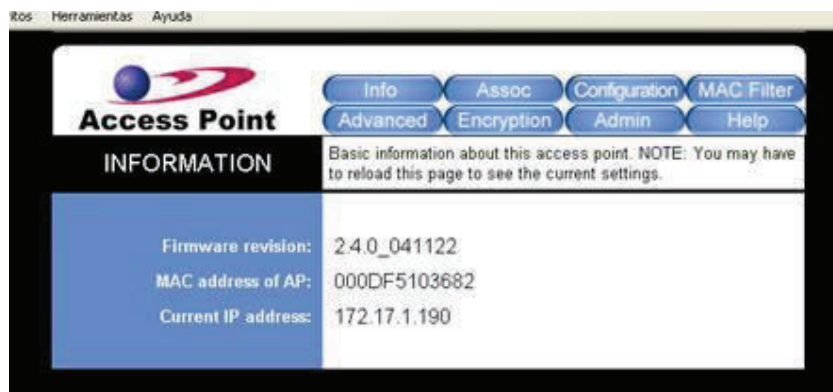 Herramientas Ayuda
Access Point
Info Assoc Configuration MAC Filter
Advanced Encryption Admin Help
INFORMATION
Basic information about this access point. NOTE: You may have
to reload this page to see the current settings.
Firmware revision: 2.4.0_041122
MAC address of AP: 000DF5103682
Current IP address: 172.17.1.190